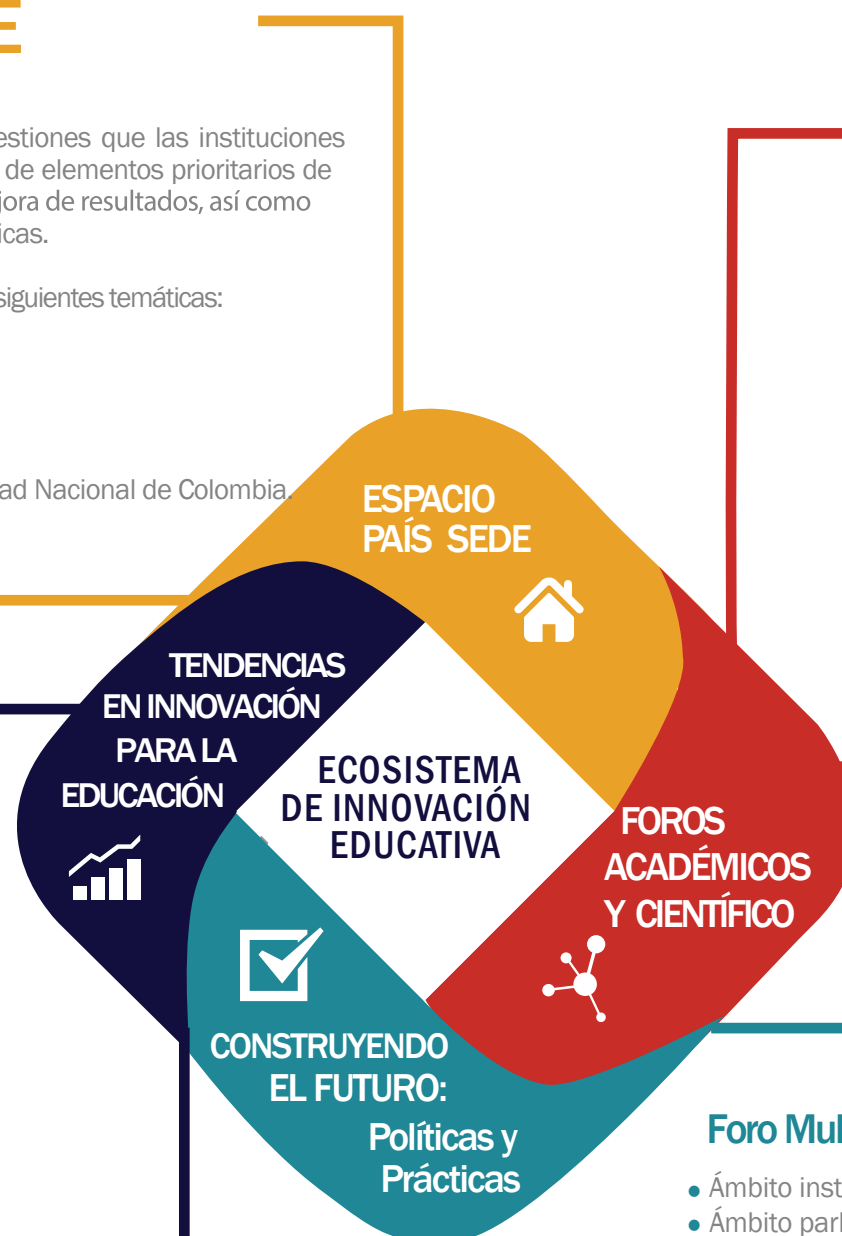 E
estiones que las instituciones
de elementos prioritarios de
jora de resultados, así como
icas.
siguientes temáticas:
ad Nacional de Colombia.
ESPACIO
PAÍS SEDE
TENDENCIAS
EN INNOVACIÓN
PARA LA
EDUCACIÓN
ECOSISTEMA
DE INNOVACIÓN
EDUCATIVA
FOROS
ACADÉMICOS
Y CIENTÍFICO
CONSTRUYENDO
EL FUTURO:
Políticas y
Prácticas
Foro Mul
• Ámbito inst
• Ámbito parl